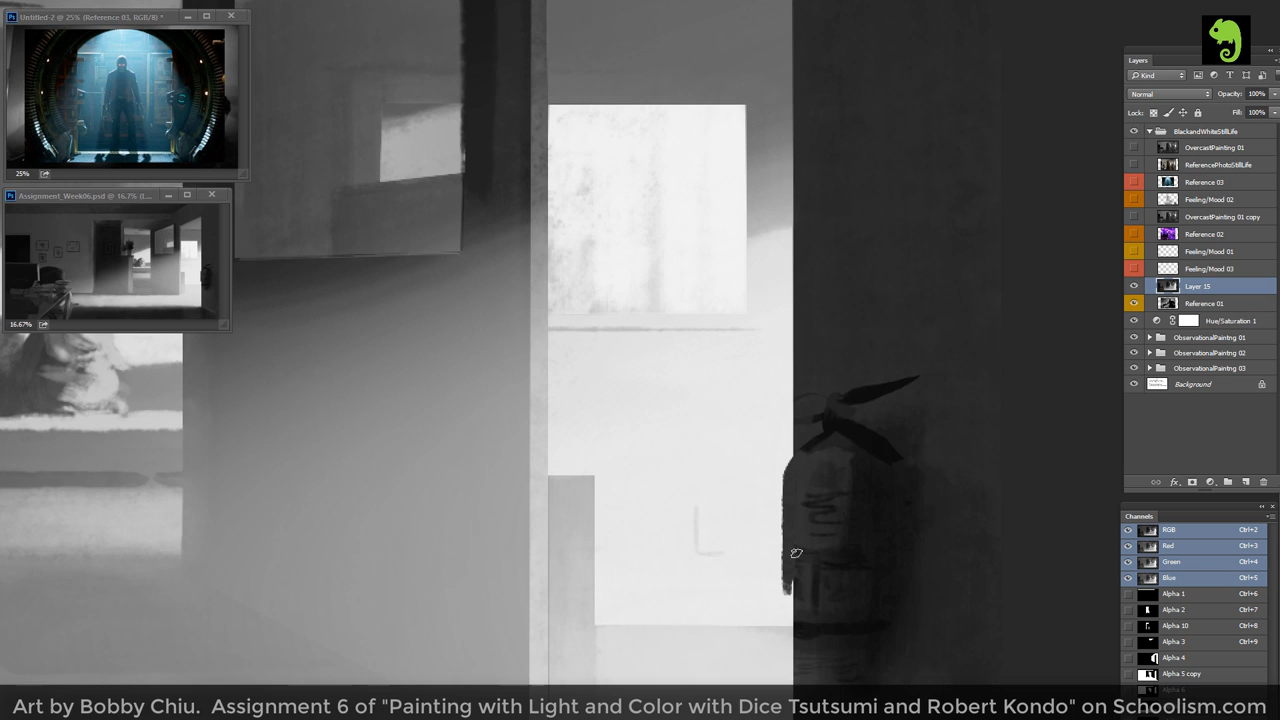 Untitled-2 @ 25% (Reference 03, RGB/8) *
25%
Assignment_Week06.psd @ 16.7% (L...
16.67%
Layers
Kind
Normal
Opacity: 100%
Lock:
Fill: 100%
BlackandWhiteStillLife
OvercastPainting 01
ReferencePhotoStillLife
Reference 03
Feeling/Mood 02
OvercastPainting 01 copy
Reference 02
Feeling/Mood 01
Feeling/Mood 03
Layer 15
Reference 01
Hue/Saturation 1
ObservationalPaintng 01
ObservationalPaintng 02
ObservationalPaintng 03
Background
Channels
RGB Ctrl+2
Red Ctrl+3
Green Ctrl+4
Blue Ctrl+5
Alpha 1 Ctrl+6
Alpha 2 Ctrl+7
Alpha 10 Ctrl+8
Alpha 3 Ctrl+9
Alpha 4
Alpha 5 copy
Alpha 6
Art by Bobby Chiu. Assignment 6 of "Painting with Light and Color with Dice Tsutsumi and Robert Kondo" on Schoolism.com